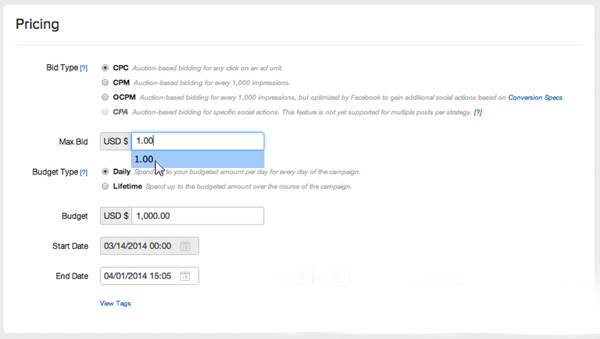 Pricing
Bid Type [?] CPC Auction-based bidding for any click on an ad unit.
CPM Auction-based bidding for every 1,000 impressions.
OCPM Auction-based bidding for every 1,000 impressions, but optimized by Facebook to gain additional social actions based on Conversion Specs.
CPA Auction-based bidding for specific social actions. This feature is not yet supported for multiple posts per strategy. [?]
Max Bid USD $ 1.00
1.00
Budget Type [?] Daily Spend to your budgeted amount per day for every day of the campaign.
Lifetime Spend up to the budgeted amount over the course of the campaign.
Budget USD $ 1,000.00
Start Date 03/14/2014 00:00
End Date 04/01/2014 15:05
View Tags